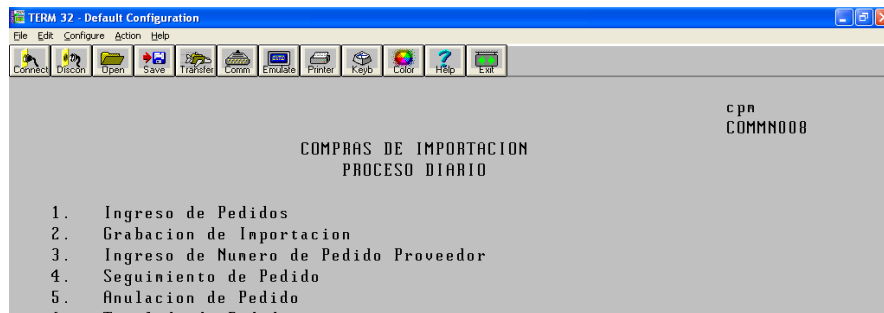 TERM 32 - Default Configuration
File Edit Configure Action Help
Connect Discon Open Save Transfer Comm Emulate Printer Keyb Color Help Exit
cpm
COMMN008
COMPRAS DE IMPORTACION
PROCESO DIARIO
1. Ingreso de Pedidos
2. Grabacion de Importacion
3. Ingreso de Numero de Pedido Proveedor
4. Seguimiento de Pedido
5. Anulacion de Pedido